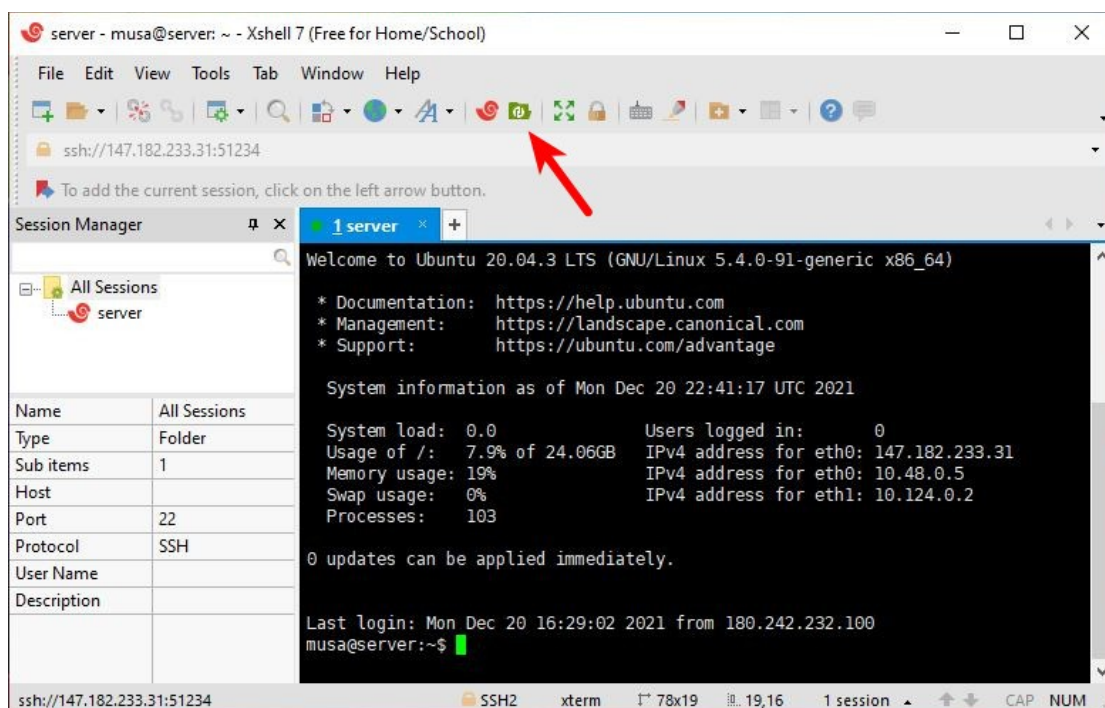 server - musa@server: ~ - Xshell 7 (Free for Home/School)
File Edit View Tools Tab Window Help
ssh://147.182.233.31:51234
To add the current session, click on the left arrow button.
Session Manager
1 server
All Sessions
server
Name All Sessions
Type Folder
Sub items 1
Host
Port 22
Protocol SSH
User Name
Description
Welcome to Ubuntu 20.04.3 LTS (GNU/Linux 5.4.0-91-generic x86_64)
* Documentation: https://help.ubuntu.com
* Management: https://landscape.canonical.com
* Support: https://ubuntu.com/advantage
System information as of Mon Dec 20 22:41:17 UTC 2021
System load: 0.0 Users logged in: 0
Usage of /: 7.9% of 24.06GB IPv4 address for eth0: 147.182.233.31
Memory usage: 19% IPv4 address for eth0: 10.48.0.5
Swap usage: 0% IPv4 address for eth1: 10.124.0.2
Processes: 103
0 updates can be applied immediately.
Last login: Mon Dec 20 16:29:02 2021 from 180.242.232.100
musa@server:~$
ssh://147.182.233.31:51234 SSH2 xterm 78x19 19,16 1 session CAP NUM